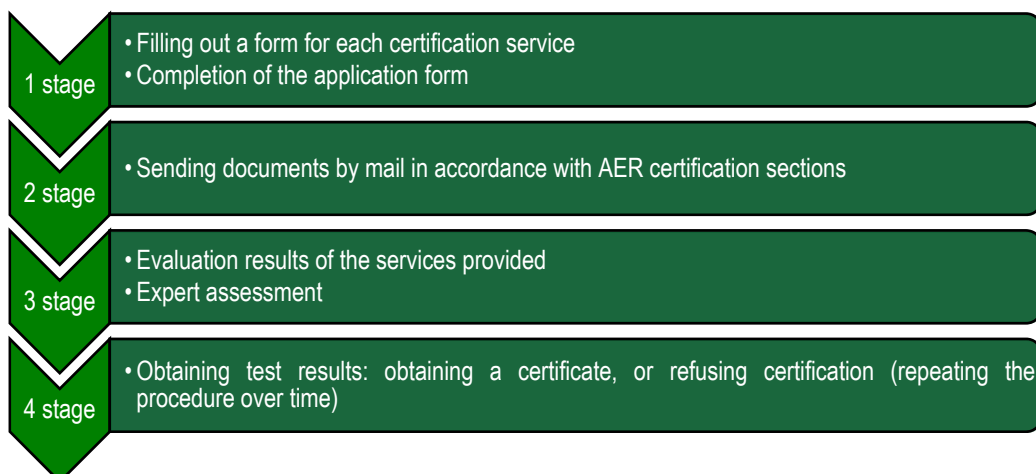 1 stage
• Filling out a form for each certification service
• Completion of the application form
2 stage
• Sending documents by mail in accordance with AER certification sections
3 stage
• Evaluation results of the services provided
• Expert assessment
4 stage
• Obtaining test results: obtaining a certificate, or refusing certification (repeating the
procedure over time)